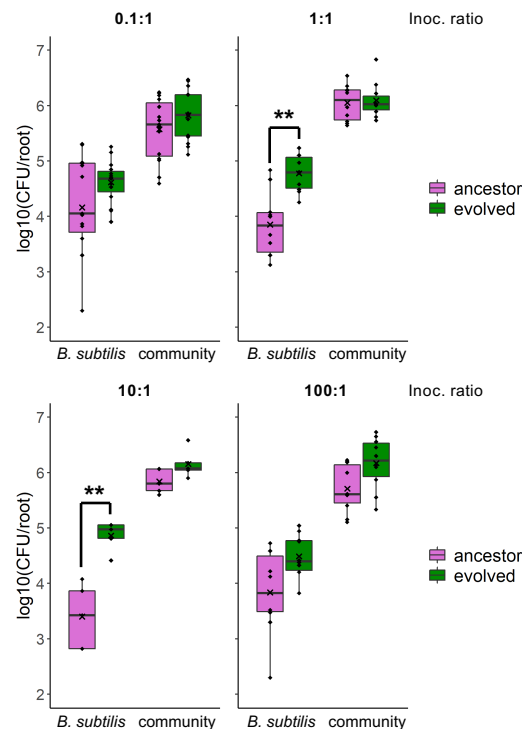 0.1:1 1:1 Inoc. ratio
log10(CFU/root)
7
6
5
4
3
2
**
ancestor
evolved
B. subtilis community B. subtilis community
10:1 100:1 Inoc. ratio
log10(CFU/root)
7
6
5
4
3
2
**
ancestor
evolved
B. subtilis community B. subtilis community